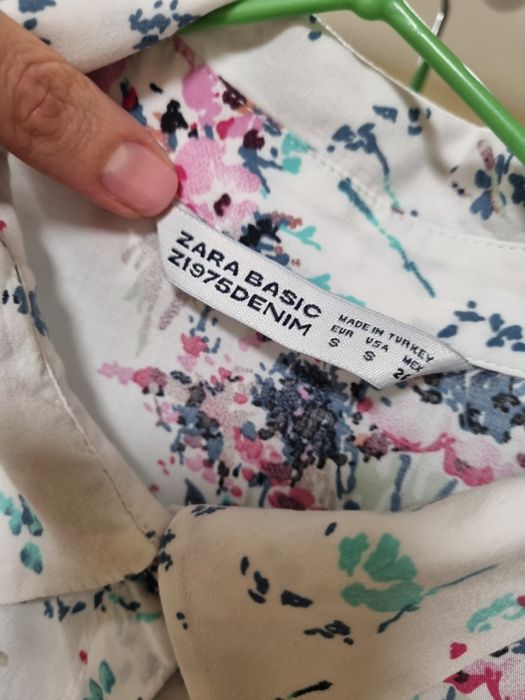 ZARA BASIC
Z1975DENIM
MADE IN TURKEY
EUR USA MEX
S S